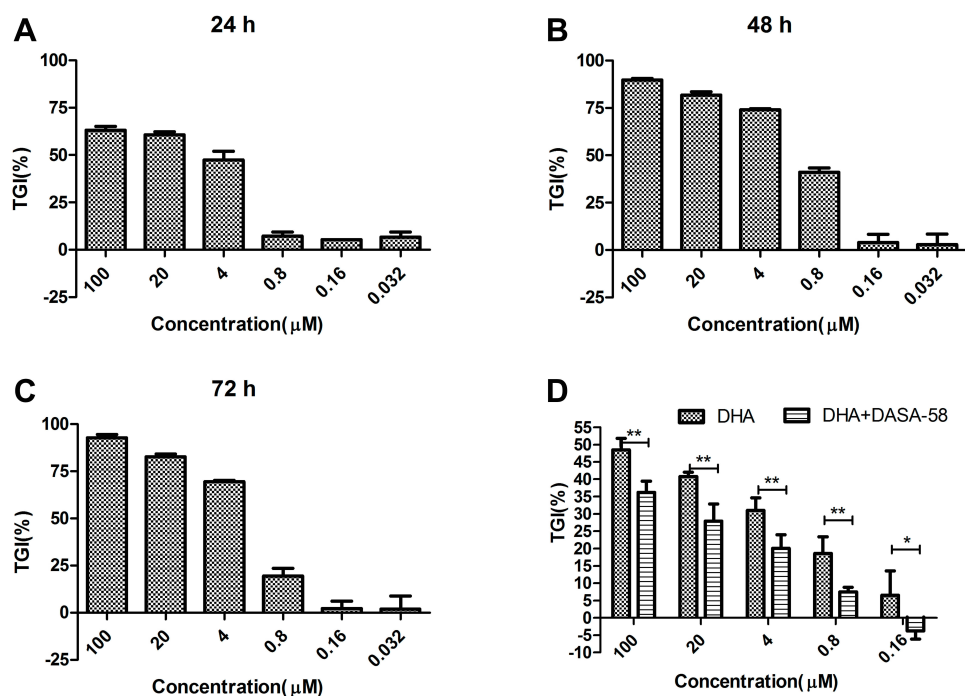 A
24 h
TGI(%)
100
75
50
25
0
-25
100 20 4 0.8 0.16 0.032
Concentration(μM)
B
48 h
TGI(%)
100
75
50
25
0
-25
100 20 4 0.8 0.16 0.032
Concentration(μM)
C
72 h
TGI(%)
100
75
50
25
0
-25
100 20 4 0.8 0.16 0.032
Concentration(μM)
D
DHA DHA+DASA-58
TGI(%)
55
50
45
40
35
30
25
20
15
10
5
0
-5
-10
** ** ** ** *
100 20 4 0.8 0.16
Concentration(μM)